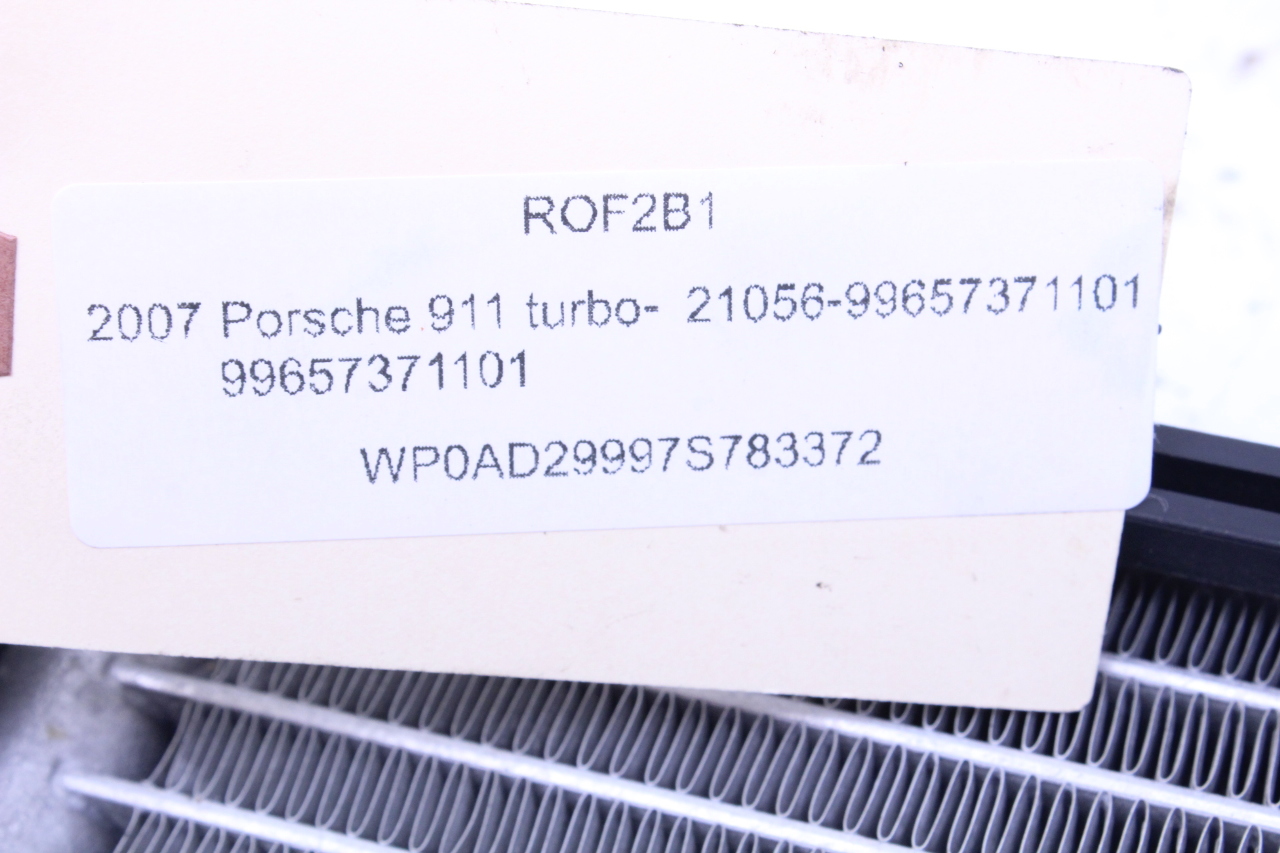 ROF2B1
2007 Porsche 911 turbo- 21056-99657371101
99657371101
WP0AD29997S783372